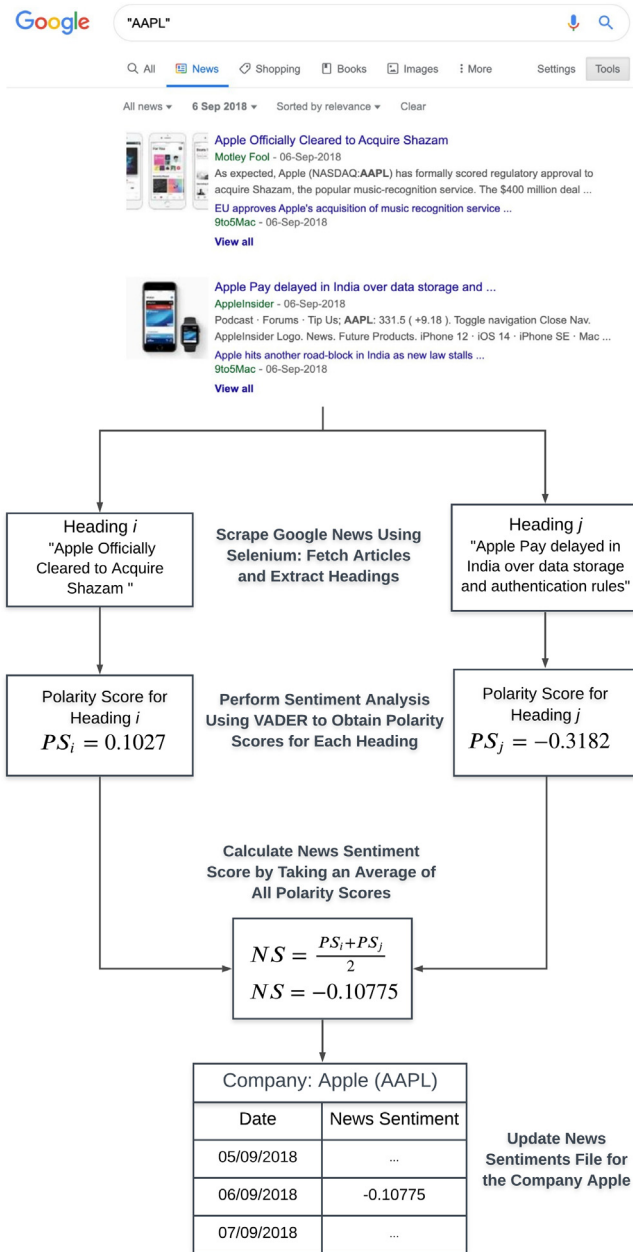 Google
"AAPL"
All News Shopping Books Images More Settings Tools
All news 6 Sep 2018 Sorted by relevance Clear
Apple Officially Cleared to Acquire Shazam
Motley Fool - 06-Sep-2018
As expected, Apple (NASDAQ:AAPL) has formally scored regulatory approval to
acquire Shazam, the popular music-recognition service. The $400 million deal ...
EU approves Apple's acquisition of music recognition service ...
9to5Mac - 06-Sep-2018
View all
Apple Pay delayed in India over data storage and ...
AppleInsider - 06-Sep-2018
Podcast · Forums · Tip Us; AAPL: 331.5 ( +9.18 ). Toggle navigation Close Nav.
AppleInsider Logo. News. Future Products. iPhone 12 · iOS 14 · iPhone SE · Mac ...
Apple hits another road-block in India as new law stalls ...
9to5Mac - 06-Sep-2018
View all
Heading i
"Apple Officially
Cleared to Acquire
Shazam "
Scrape Google News Using
Selenium: Fetch Articles
and Extract Headings
Heading j
"Apple Pay delayed in
India over data storage
and authentication rules"
Polarity Score for
Heading i
PS_i = 0.1027
Perform Sentiment Analysis
Using VADER to Obtain Polarity
Scores for Each Heading
Polarity Score for
Heading j
PS_j = −0.3182
Calculate News Sentiment
Score by Taking an Average of
All Polarity Scores
NS = (PS_i+PS_j)/2
NS = −0.10775
Company: Apple (AAPL)
Date News Sentiment
05/09/2018 ...
06/09/2018 -0.10775
07/09/2018 ...
Update News
Sentiments File for
the Company Apple